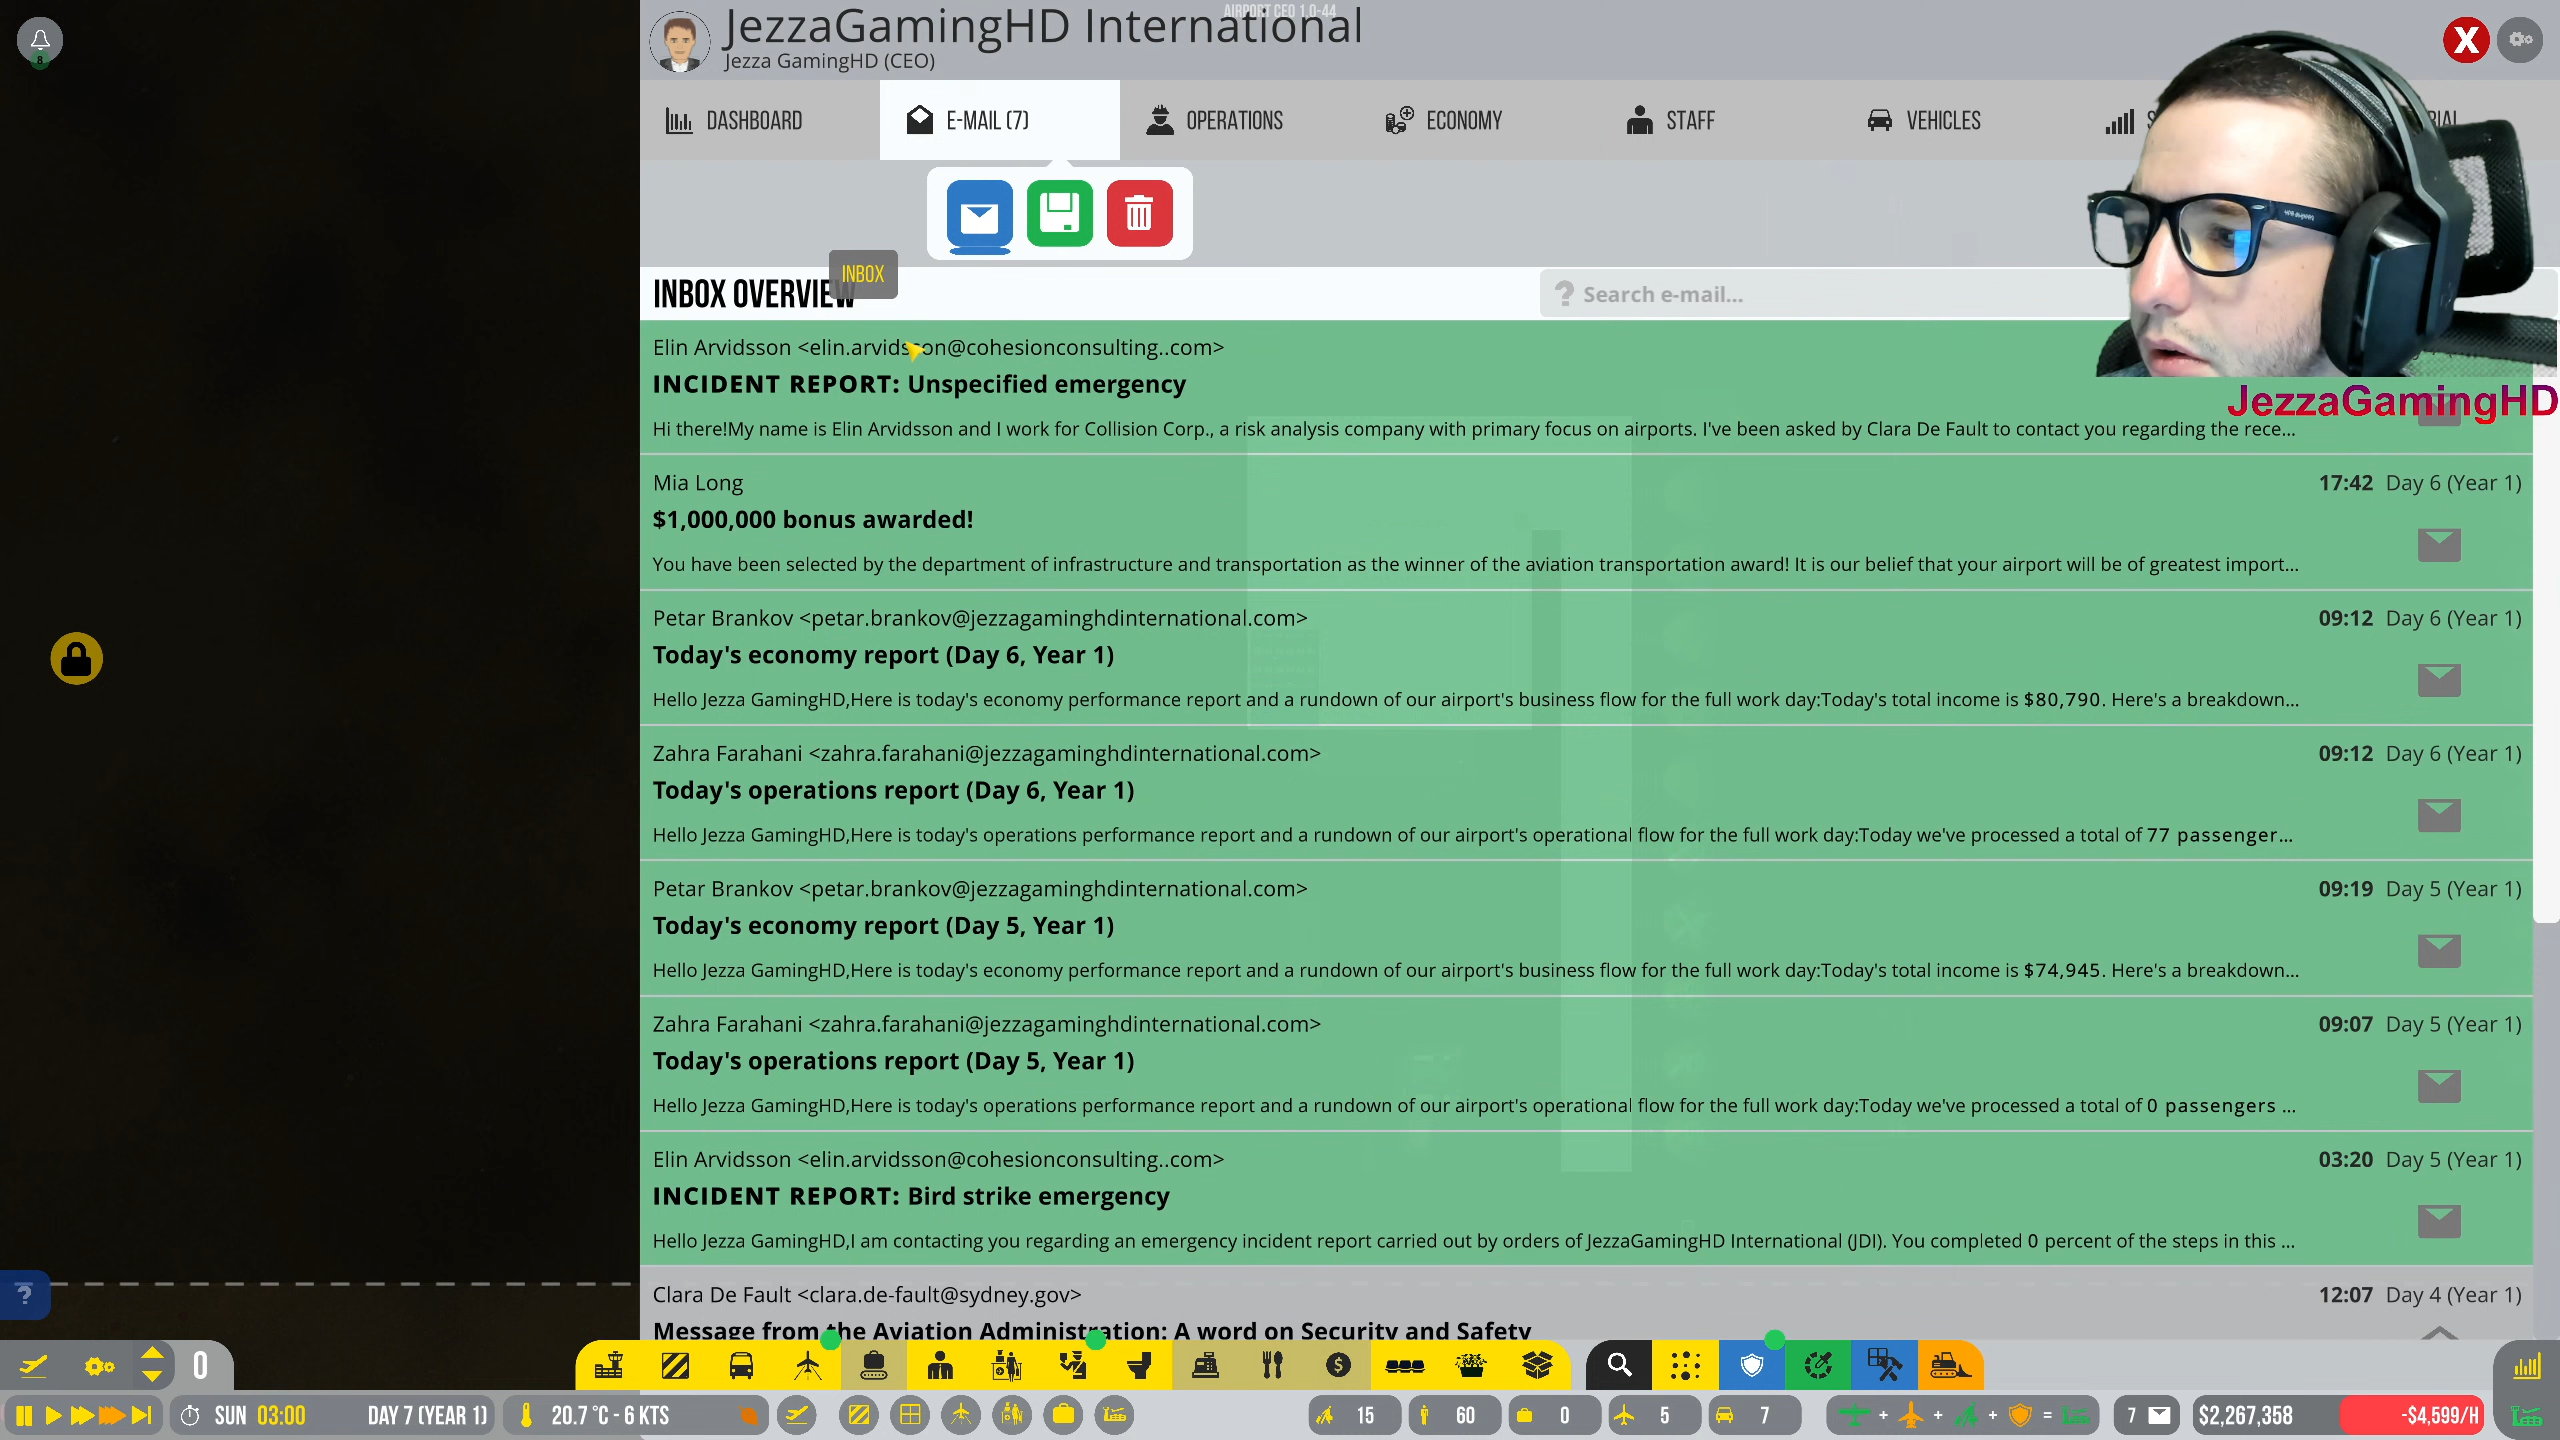 AIRPORT CEO 1.0-44
JezzaGamingHD International
Jezza GamingHD (CEO)
DASHBOARD
E-MAIL (7)
OPERATIONS
ECONOMY
STAFF
VEHICLES
INBOX
INBOX OVERVIEW
? Search e-mail...
Elin Arvidsson <elin.arvidsson@cohesionconsulting..com>
INCIDENT REPORT: Unspecified emergency
Hi there!My name is Elin Arvidsson and I work for Collision Corp., a risk analysis company with primary focus on airports. I've been asked by Clara De Fault to contact you regarding the rece...
JezzaGamingHD
Mia Long
17:42 Day 6 (Year 1)
$1,000,000 bonus awarded!
You have been selected by the department of infrastructure and transportation as the winner of the aviation transportation award! It is our belief that your airport will be of greatest import...
Petar Brankov <petar.brankov@jezzagaminghdinternational.com>
09:12 Day 6 (Year 1)
Today's economy report (Day 6, Year 1)
Hello Jezza GamingHD,Here is today's economy performance report and a rundown of our airport's business flow for the full work day:Today's total income is $80,790. Here's a breakdown...
Zahra Farahani <zahra.farahani@jezzagaminghdinternational.com>
09:12 Day 6 (Year 1)
Today's operations report (Day 6, Year 1)
Hello Jezza GamingHD,Here is today's operations performance report and a rundown of our airport's operational flow for the full work day:Today we've processed a total of 77 passenger...
Petar Brankov <petar.brankov@jezzagaminghdinternational.com>
09:19 Day 5 (Year 1)
Today's economy report (Day 5, Year 1)
Hello Jezza GamingHD,Here is today's economy performance report and a rundown of our airport's business flow for the full work day:Today's total income is $74,945. Here's a breakdown...
Zahra Farahani <zahra.farahani@jezzagaminghdinternational.com>
09:07 Day 5 (Year 1)
Today's operations report (Day 5, Year 1)
Hello Jezza GamingHD,Here is today's operations performance report and a rundown of our airport's operational flow for the full work day:Today we've processed a total of 0 passengers ...
Elin Arvidsson <elin.arvidsson@cohesionconsulting..com>
03:20 Day 5 (Year 1)
INCIDENT REPORT: Bird strike emergency
Hello Jezza GamingHD,I am contacting you regarding an emergency incident report carried out by orders of JezzaGamingHD International (JDI). You completed 0 percent of the steps in this ...
Clara De Fault <clara.de-fault@sydney.gov>
12:07 Day 4 (Year 1)
Message from the Aviation Administration: A word on Security and Safety
8
?
0
SUN 03:00 DAY 7 (YEAR 1)
20.7 °C - 6 KTS
15
60
0
5
7
+ + + =
7
$2,267,358
-$4,599/H